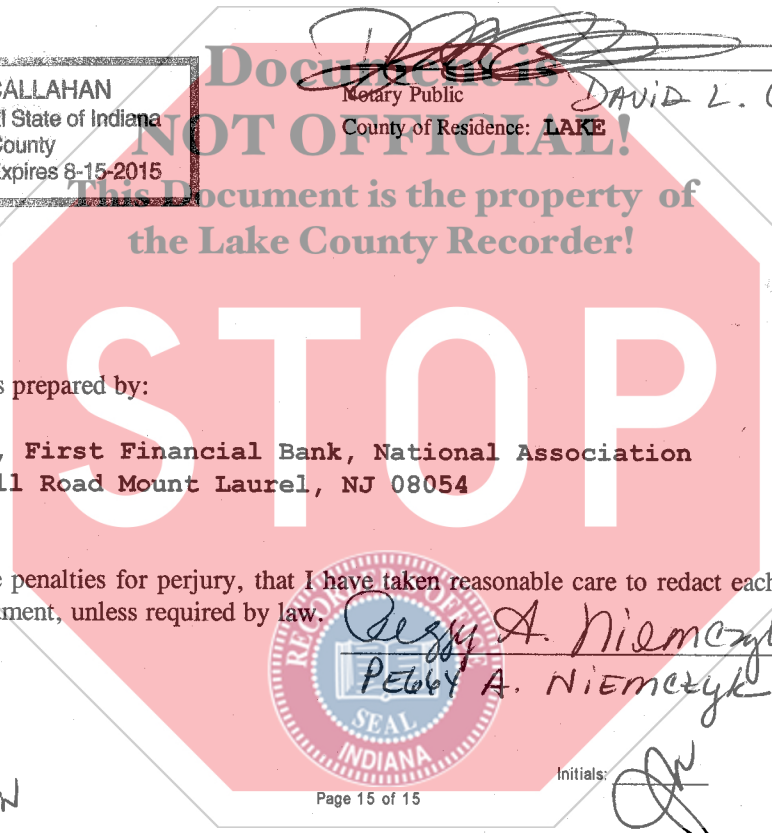 Document is
NOT OFFICIAL!
This Document is the property of
the Lake County Recorder!
STOP
CALLAHAN
State of Indiana
County
Expires 8-15-2015
Notary Public
DAVID L.
County of Residence: LAKE
prepared by:
, First Financial Bank, National Association
Road Mount Laurel, NJ 08054
penalties for perjury, that I have taken reasonable care to redact each
unless required by law.
Peggy A. Niemczyk
PEGGY A. NIEMCZYK
RECORDER'S OFFICE
SEAL
INDIANA
Initials:
Page 15 of 15